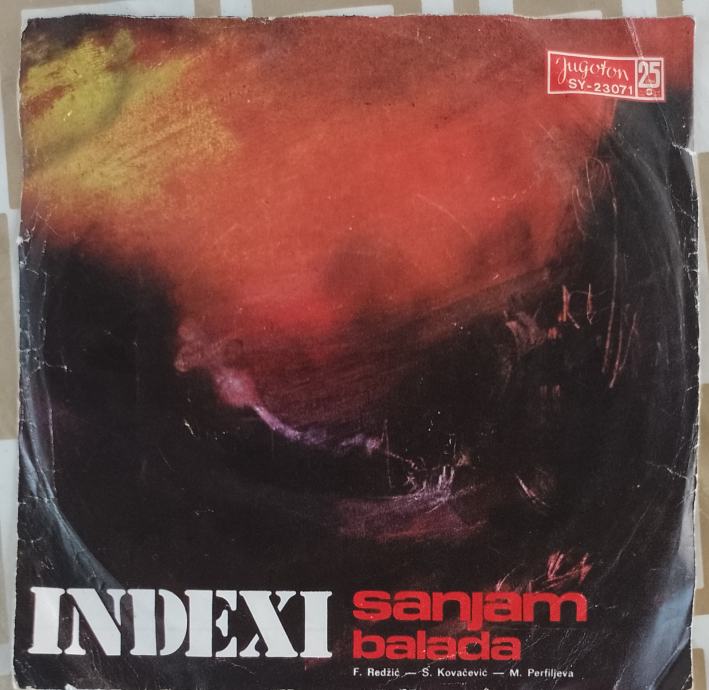 Jugoton
SY-23071
25
INDEXI
sanjam
balada
F. Redžić — S. Kovačević — M. Perfiljeva